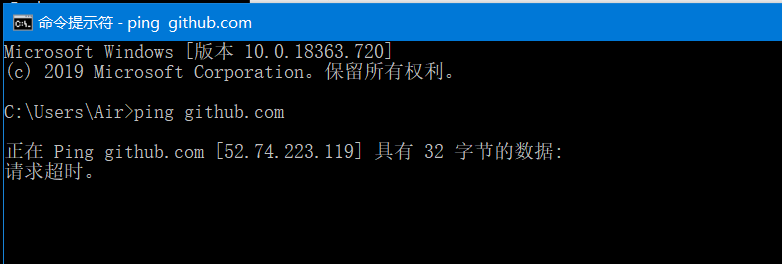 命令提示符 - ping  github.com
Microsoft Windows [版本 10.0.18363.720]
(c) 2019 Microsoft Corporation。保留所有权利。
C:\Users\Air>ping github.com
正在 Ping github.com [52.74.223.119] 具有 32 字节的数据:
请求超时。